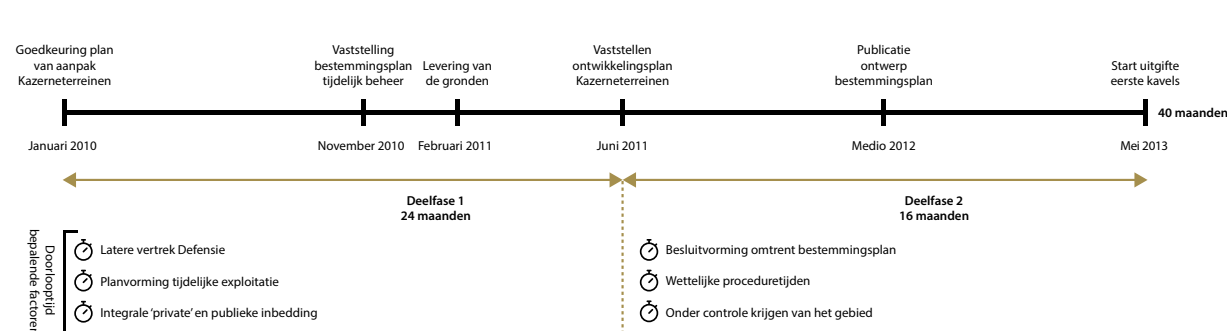 Goedkeuring plan
van aanpak
Kazerneterreinen
Vaststelling
bestemmingsplan
tijdelijk beheer
Levering van
de gronden
Vaststellen
ontwikkelingsplan
Kazerneterreinen
Publicatie
ontwerp
bestemmingsplan
Start uitgifte
eerste kavels
40 maanden
Januari 2010
November 2010
Februari 2011
Juni 2011
Medio 2012
Mei 2013
Deelfase 1
24 maanden
Deelfase 2
16 maanden
Doorlooptijd
bepalende factoren
Latere vertrek Defensie
Planvorming tijdelijke exploitatie
Integrale 'private' en publieke inbedding
Besluitvorming omtrent bestemmingsplan
Wettelijke proceduretijden
Onder controle krijgen van het gebied